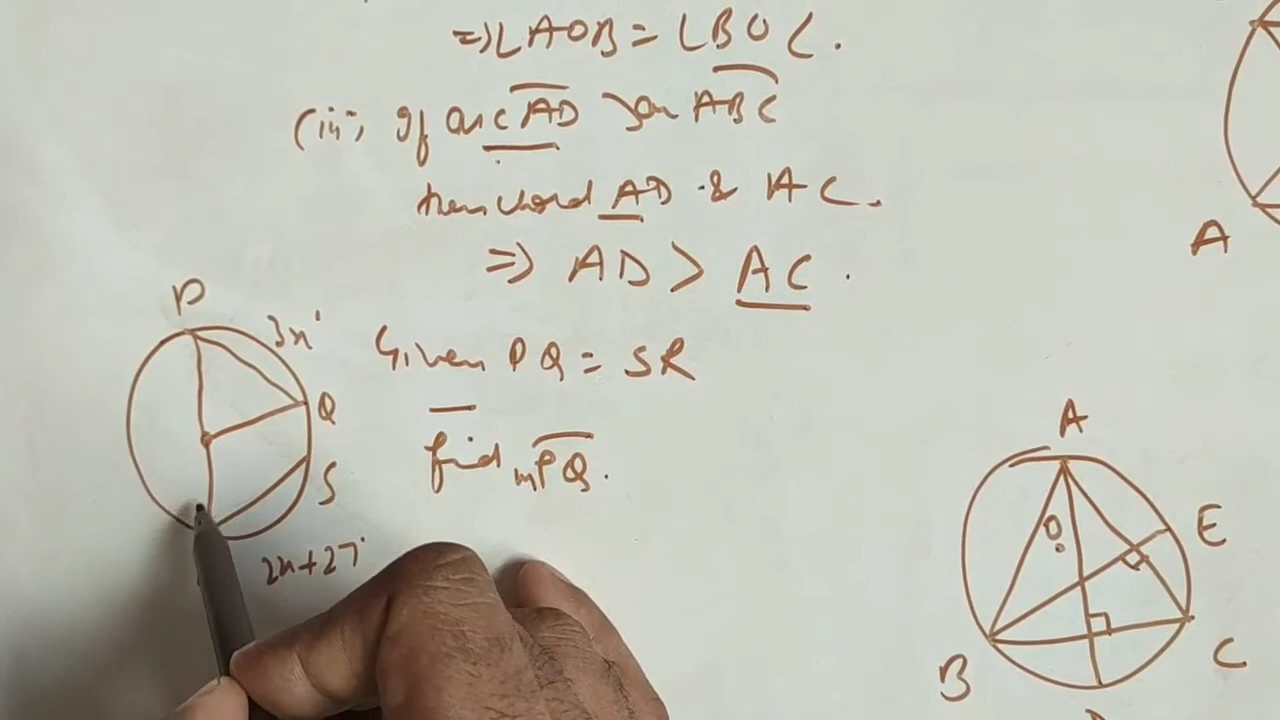 ⇒∠AOB = ∠BOC.
(iii) If arc AD > arc ABC
then chord AD & AC.
⇒ AD > AC.
P
3x°
Given PQ = SR
Q
find mPQ.
S
2x+27°
A
A
O
E
B
C
D